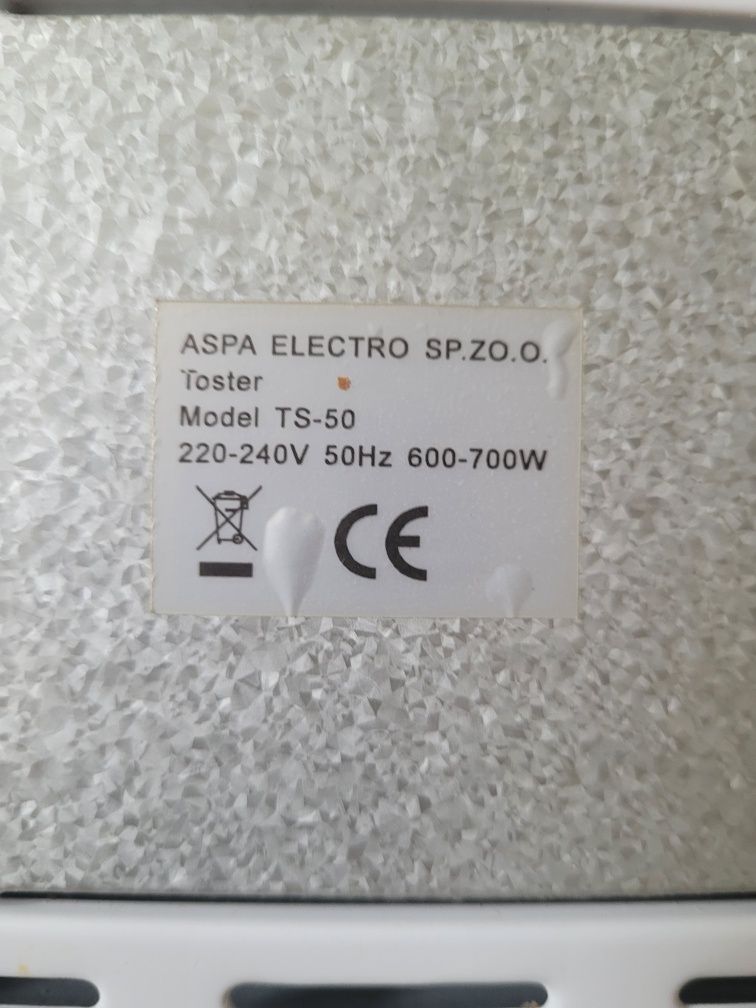 ASPA ELECTRO SP.ZO.O.
Toster
Model TS-50
220-240V 50Hz 600-700W
CE